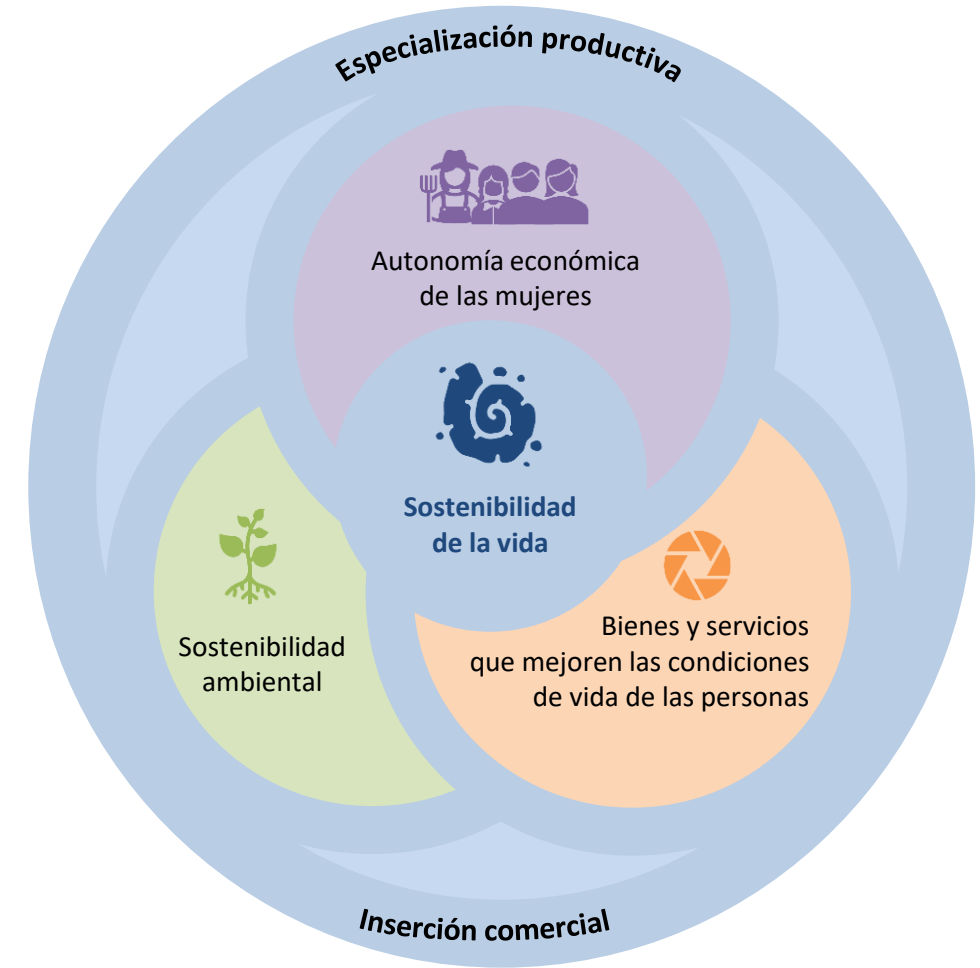 Especialización productiva
Autonomía económica
de las mujeres
Sostenibilidad
de la vida
Sostenibilidad
ambiental
Bienes y servicios
que mejoren las condiciones
de vida de las personas
Inserción comercial